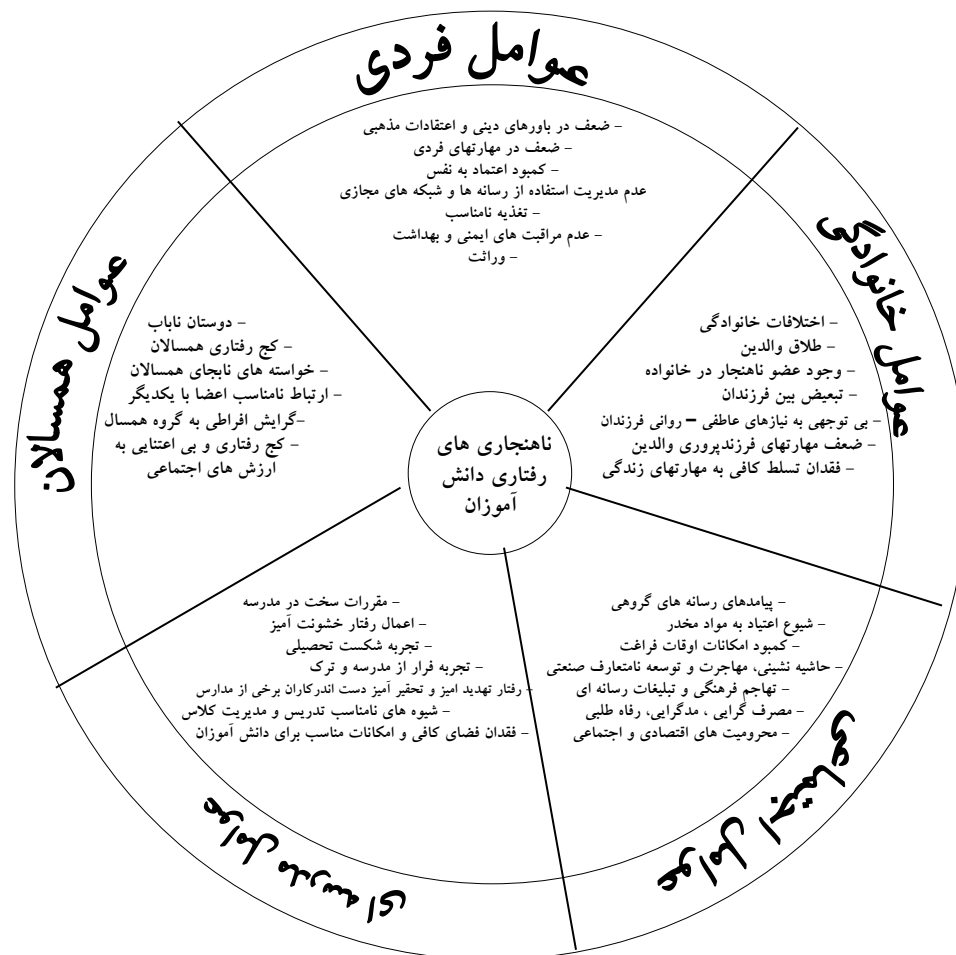 عوامل فردی
- ضعف در باورهای دینی و اعتقادات مذهبی
- ضعف در مهارتهای فردی
- کمبود اعتماد به نفس
عدم مدیریت استفاده از رسانه ها و شبکه های مجازی
- تغذیه نامناسب
- عدم مراقبت های ایمنی و بهداشت
- وراثت
عوامل خانوادگی
- اختلافات خانوادگی
- طلاق والدین
- وجود عضو ناهنجار در خانواده
- تبعیض بین فرزندان
- بی توجهی به نیازهای عاطفی – روانی فرزندان
- ضعف مهارتهای فرزندپروری والدین
- فقدان تسلط کافی به مهارتهای زندگی
عوامل همسالان
- دوستان ناباب
- کج رفتاری همسالان
- خواسته های نابجای همسالان
- ارتباط نامناسب اعضا با یکدیگر
-گرایش افراطی به گروه همسال
- کج رفتاری و بی اعتنایی به
ارزش های اجتماعی
ناهنجاری های
رفتاری دانش
آموزان
- پیامدهای رسانه های گروهی
- شیوع اعتیاد به مواد مخدر
- کمبود امکانات اوقات فراغت
- حاشیه نشینی، مهاجرت و توسعه نامتعارف صنعتی
- تهاجم فرهنگی و تبلیغات رسانه ای
- مصرف گرایی ، مدگرایی، رفاه طلبی
- محرومیت های اقتصادی و اجتماعی
عوامل اجتماعی
- مقررات سخت در مدرسه
- اعمال رفتار خشونت آمیز
- تجربه شکست تحصیلی
- تجربه فرار از مدرسه و ترک
- رفتار تهدید امیز و تحقیر آمیز دست اندرکاران برخی از مدارس
- شیوه های نامناسب تدریس و مدیریت کلاس
- فقدان فضای کافی و امکانات مناسب برای دانش آموزان
عوامل مدرسه ای